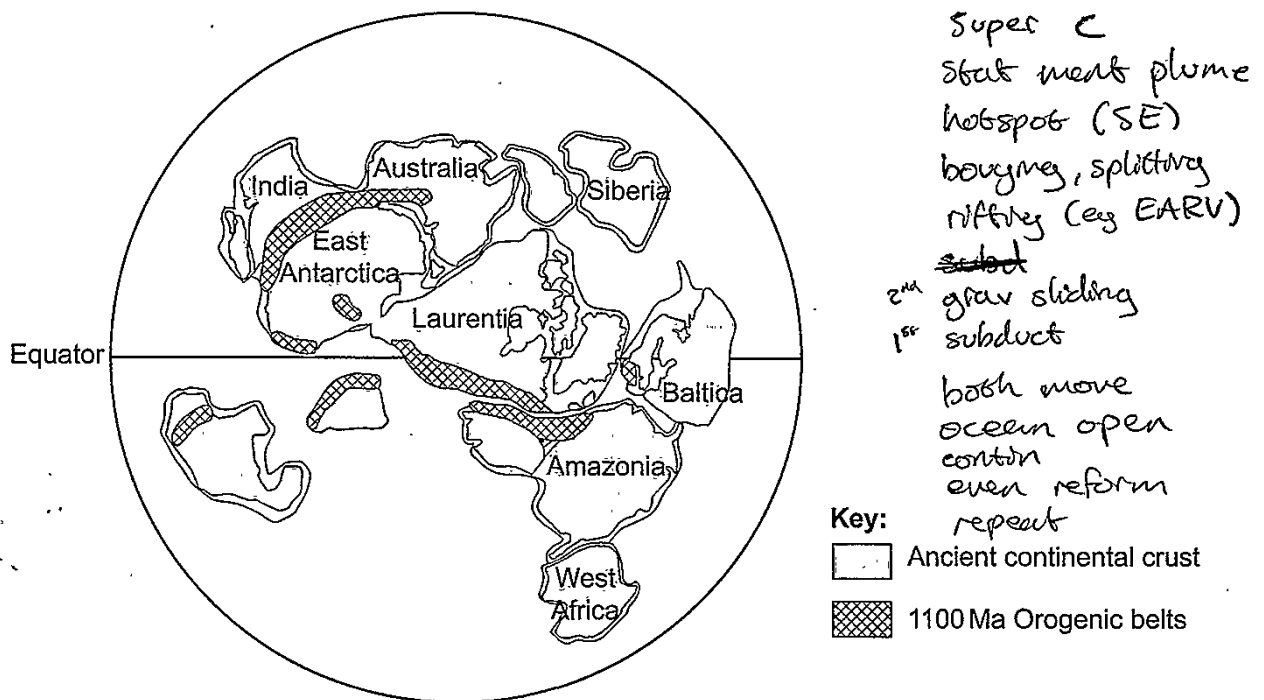 India
Australia
Siberia
East
Antarctica
Laurentia
Equator
Baltica
Amazonia
West
Africa
Super C
stat ment plume
hotspot (SE)
splitting
rifting (eg EARV)
subd
2nd grav sliding
1st subduct
both move
ocean open
contin
even reform
repeat
Key:
Ancient continental crust
1100 Ma Orogenic belts